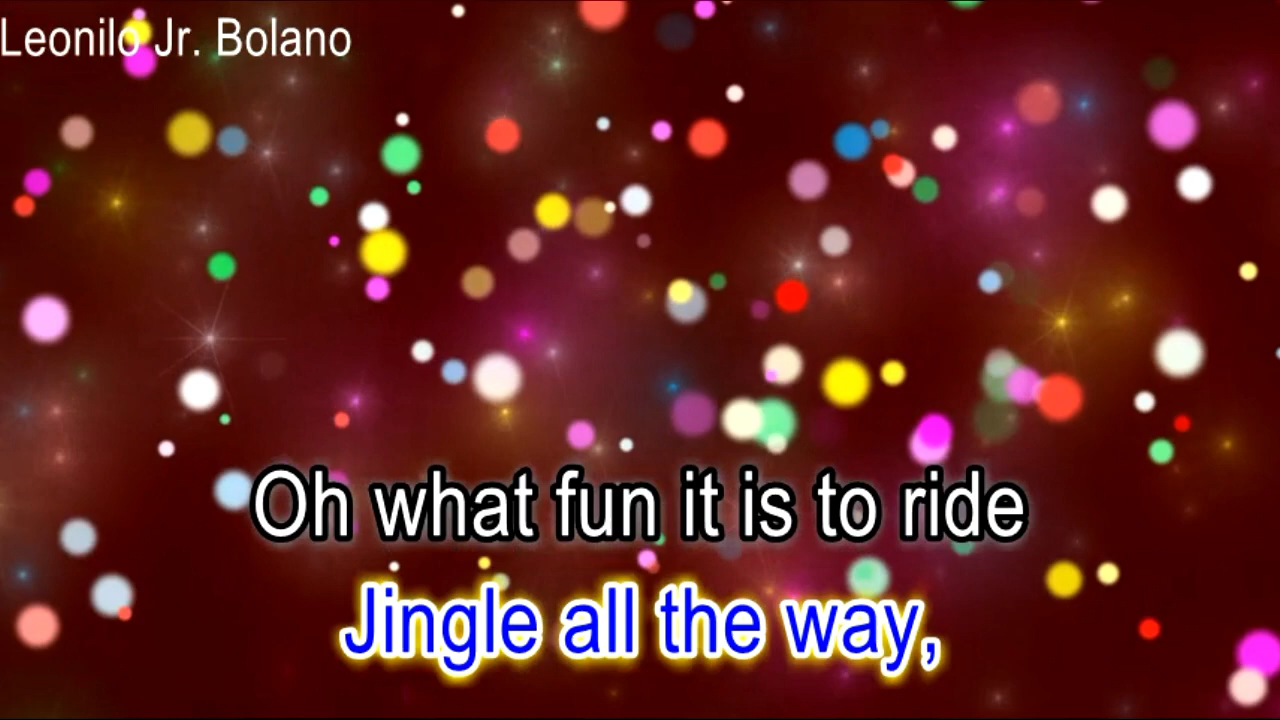 Leonilo Jr. Bolano
Oh what fun it is to ride
Jingle all the way,